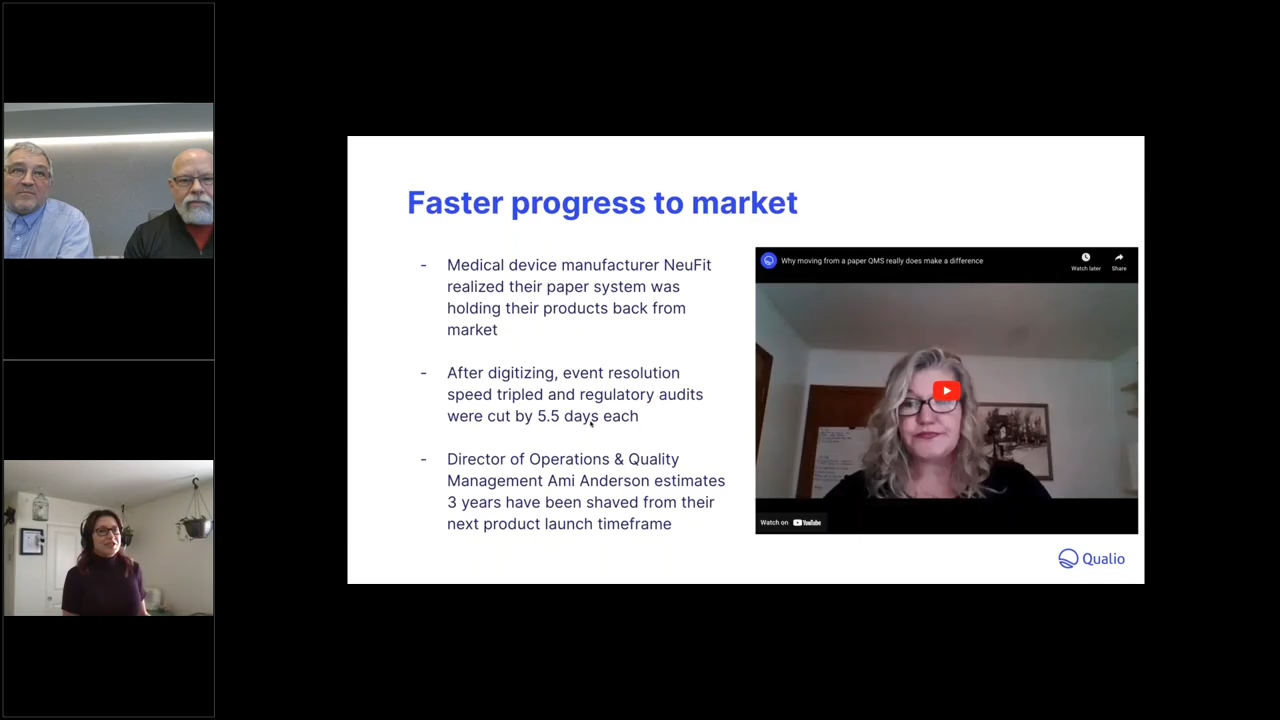 Faster progress to market
- Medical device manufacturer NeuFit
realized their paper system was
holding their products back from
market
- After digitizing, event resolution
speed tripled and regulatory audits
were cut by 5.5 days each
- Director of Operations & Quality
Management Ami Anderson estimates
3 years have been shaved from their
next product launch timeframe
Why moving from a paper QMS really does make a difference
Watch later
Share
Watch on YouTube
Qualio